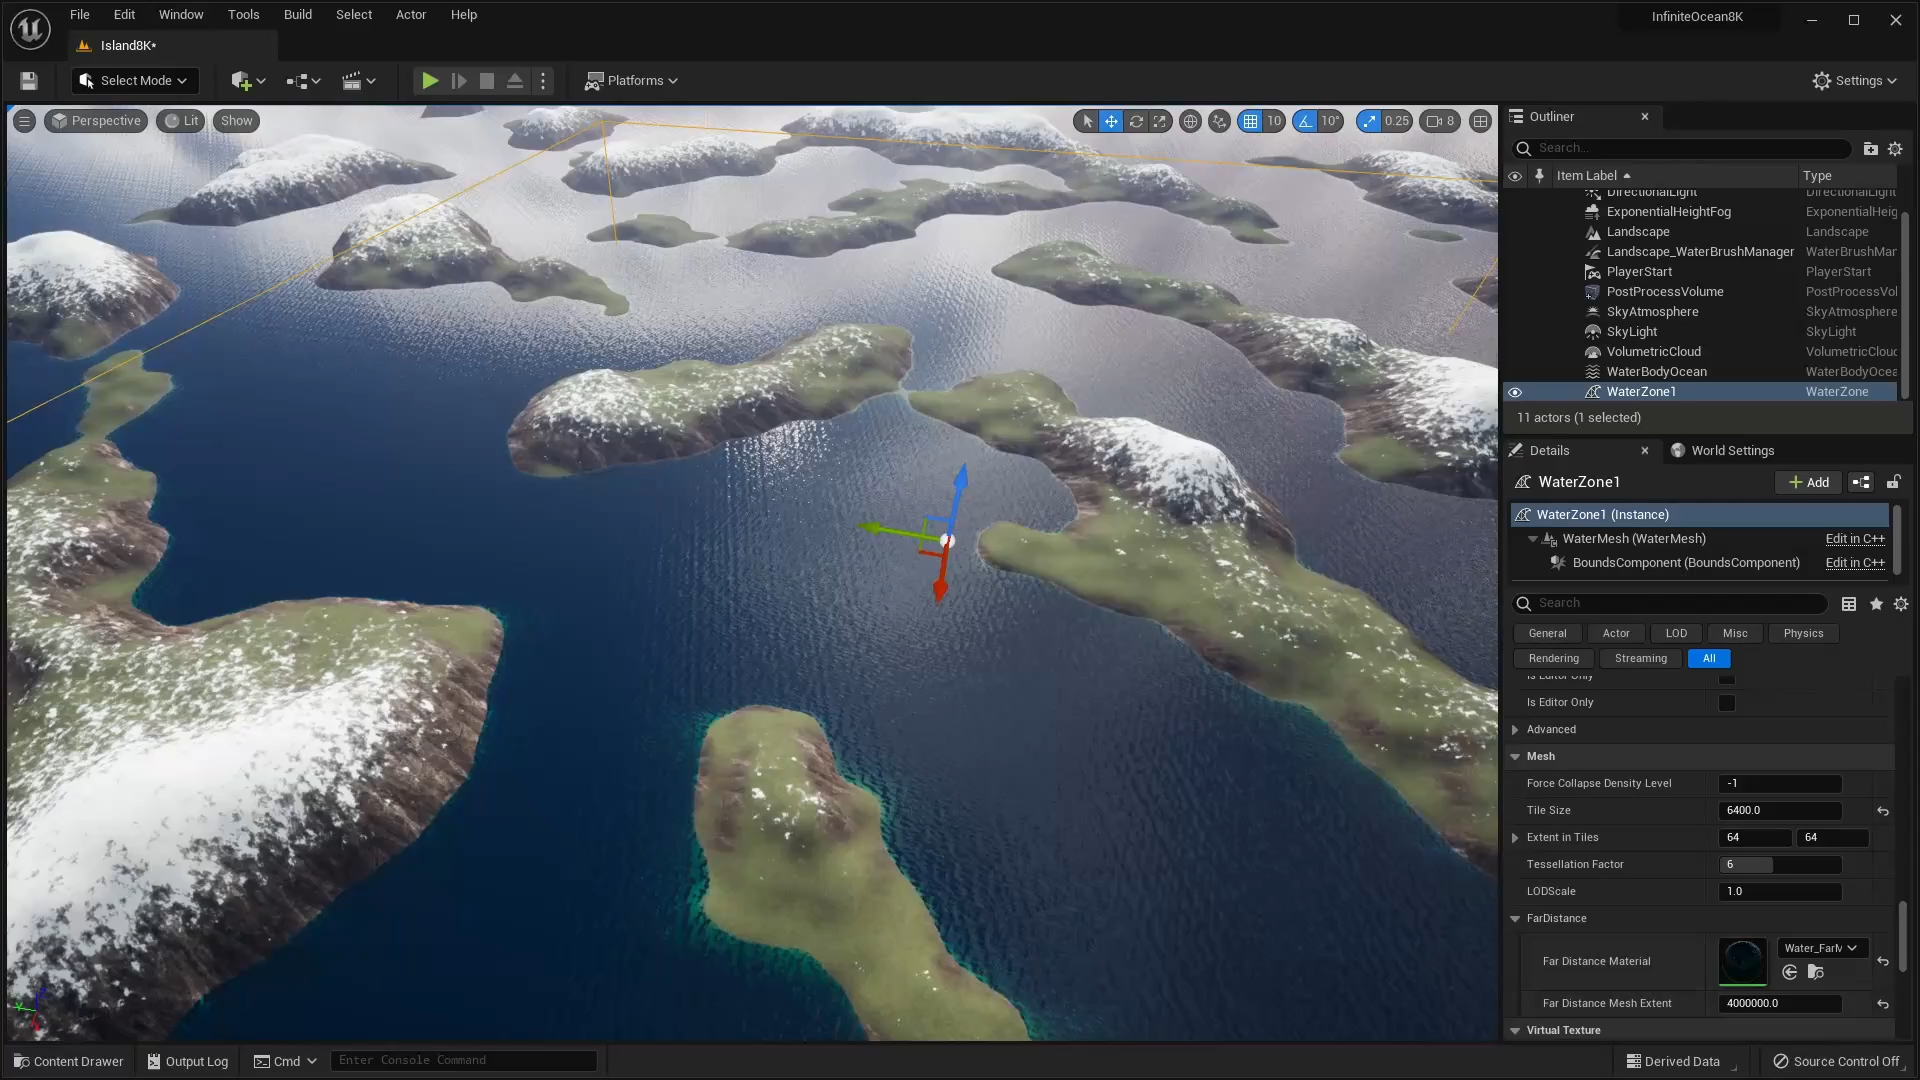 File Edit Window Tools Build Select Actor Help
InfiniteOcean8K
Island8K*
Select Mode
Platforms
Settings
Perspective Lit Show
10 10° 0.25 8
Outliner
Search...
Item Label Type
DirectionalLight DirectionalLight
ExponentialHeightFog ExponentialHeig
Landscape Landscape
Landscape_WaterBrushManager WaterBrushMar
PlayerStart PlayerStart
PostProcessVolume PostProcessVol
SkyAtmosphere SkyAtmosphere
SkyLight SkyLight
VolumetricCloud VolumetricClouc
WaterBodyOcean WaterBodyOcea
WaterZone1 WaterZone
11 actors (1 selected)
Details World Settings
WaterZone1 + Add
WaterZone1 (Instance)
WaterMesh (WaterMesh) Edit in C++
BoundsComponent (BoundsComponent) Edit in C++
Search
General Actor LOD Misc Physics
Rendering Streaming All
Is Editor Only
Is Editor Only
Advanced
Mesh
Force Collapse Density Level -1
Tile Size 6400.0
Extent in Tiles 64 64
Tessellation Factor 6
LODScale 1.0
FarDistance
Far Distance Material Water_FarM
Far Distance Mesh Extent 4000000.0
Virtual Texture
Content Drawer Output Log Cmd Enter Console Command Derived Data Source Control Off